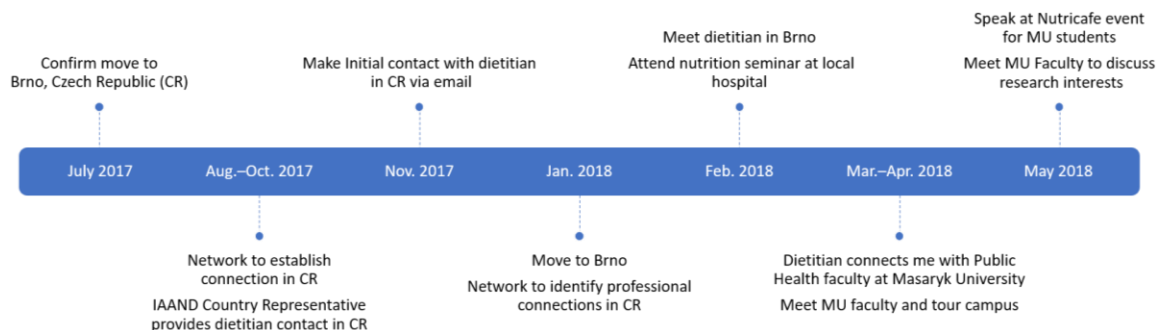 Speak at Nutricafe event
for MU students
Meet MU Faculty to discuss
research interests
Meet dietitian in Brno
Attend nutrition seminar at local
hospital
Confirm move to
Brno, Czech Republic (CR)
Make Initial contact with dietitian
in CR via email
July 2017
Aug.–Oct. 2017
Nov. 2017
Jan. 2018
Feb. 2018
Mar.–Apr. 2018
May 2018
Network to establish
connection in CR
IAAND Country Representative
provides dietitian contact in CR
Move to Brno
Network to identify professional
connections in CR
Dietitian connects me with Public
Health faculty at Masaryk University
Meet MU faculty and tour campus